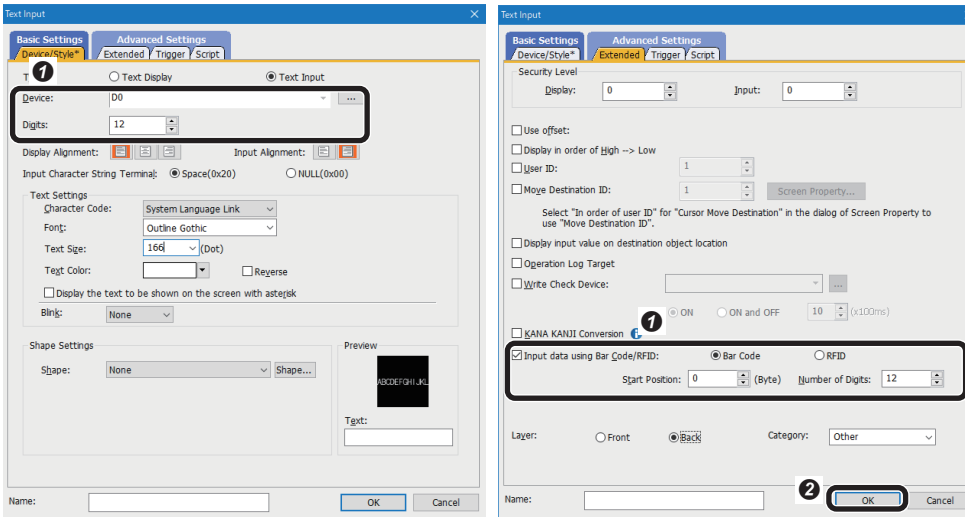 Text Input
Basic Settings Advanced Settings
Device/Style* Extended Trigger Script
Text Display Text Input
Device: D0 ...
Digits: 12
Display Alignment: Input Alignment:
Input Character String Terminal: Space(0x20) NULL(0x00)
Text Settings
Character Code: System Language Link
Font: Outline Gothic
Text Size: 166 (Dot)
Text Color: Reverse
Display the text to be shown on the screen with asterisk
Blink: None
Shape Settings
Shape: None Shape...
Preview
ABCDEFGHIJKL
Text:
Name: OK Cancel
1
Text Input
Basic Settings Advanced Settings
Device/Style* Extended Trigger Script
Security Level
Display: 0 Input: 0
Use offset:
Display in order of High --> Low
User ID: 1
Move Destination ID: 1 Screen Property...
Select "In order of user ID" for "Cursor Move Destination" in the dialog of Screen Property to
use "Move Destination ID".
Display input value on destination object location
Operation Log Target
Write Check Device: ...
ON ON and OFF 10 (x100ms)
KANA KANJI Conversion
1
Input data using Bar Code/RFID: Bar Code RFID
Start Position: 0 (Byte) Number of Digits: 12
Layer: Front Back Category: Other
2
Name: OK Cancel